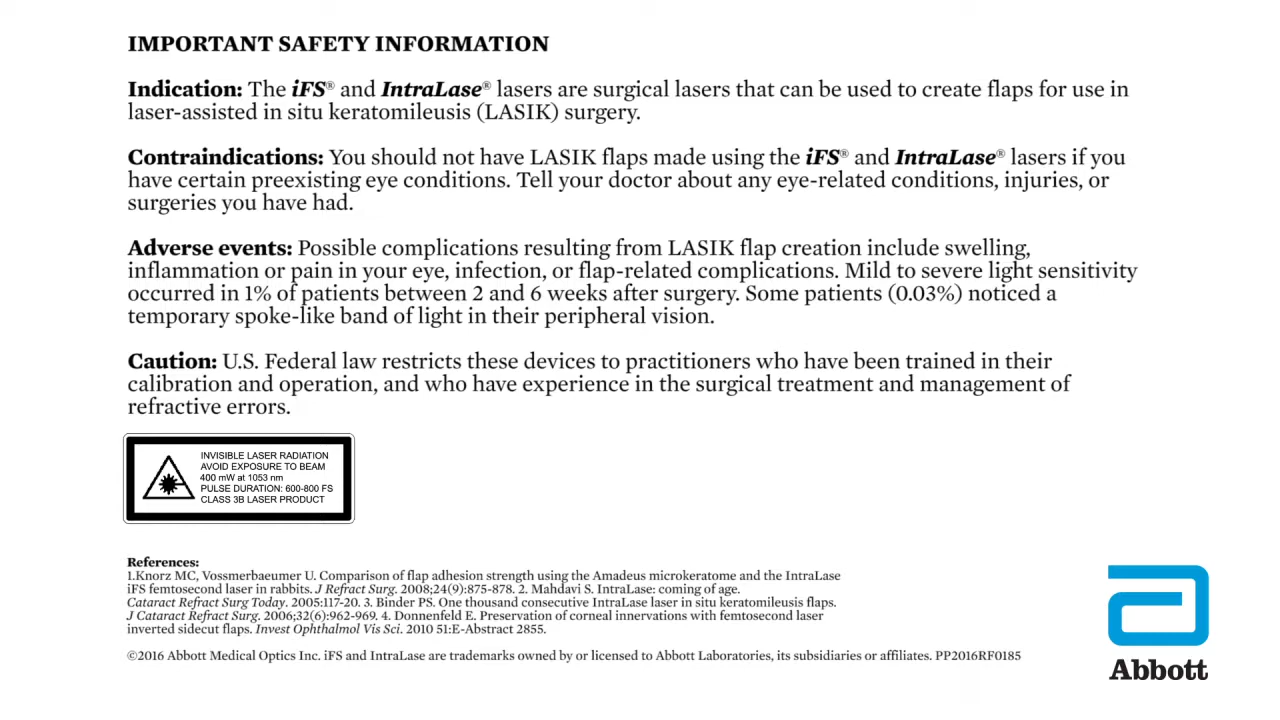 IMPORTANT SAFETY INFORMATION
Indication: The iFS® and IntraLase® lasers are surgical lasers that can be used to create flaps for use in
laser-assisted in situ keratomileusis (LASIK) surgery.
Contraindications: You should not have LASIK flaps made using the iFS® and IntraLase® lasers if you
have certain preexisting eye conditions. Tell your doctor about any eye-related conditions, injuries, or
surgeries you have had.
Adverse events: Possible complications resulting from LASIK flap creation include swelling,
inflammation or pain in your eye, infection, or flap-related complications. Mild to severe light sensitivity
occurred in 1% of patients between 2 and 6 weeks after surgery. Some patients (0.03%) noticed a
temporary spoke-like band of light in their peripheral vision.
Caution: U.S. Federal law restricts these devices to practitioners who have been trained in their
calibration and operation, and who have experience in the surgical treatment and management of
refractive errors.
INVISIBLE LASER RADIATION
AVOID EXPOSURE TO BEAM
400 mW at 1053 nm
PULSE DURATION: 600-800 FS
CLASS 3B LASER PRODUCT
References:
1.Knorz MC, Vossmerbaeumer U. Comparison of flap adhesion strength using the Amadeus microkeratome and the IntraLase
iFS femtosecond laser in rabbits. J Refract Surg. 2008;24(9):875-878. 2. Mahdavi S. IntraLase: coming of age.
Cataract Refract Surg Today. 2005:117-20. 3. Binder PS. One thousand consecutive IntraLase laser in situ keratomileusis flaps.
J Cataract Refract Surg. 2006;32(6):962-969. 4. Donnenfeld E. Preservation of corneal innervations with femtosecond laser
inverted sidecut flaps. Invest Ophthalmol Vis Sci. 2010 51:E-Abstract 2855.
©2016 Abbott Medical Optics Inc. iFS and IntraLase are trademarks owned by or licensed to Abbott Laboratories, its subsidiaries or affiliates. PP2016RF0185
Abbott